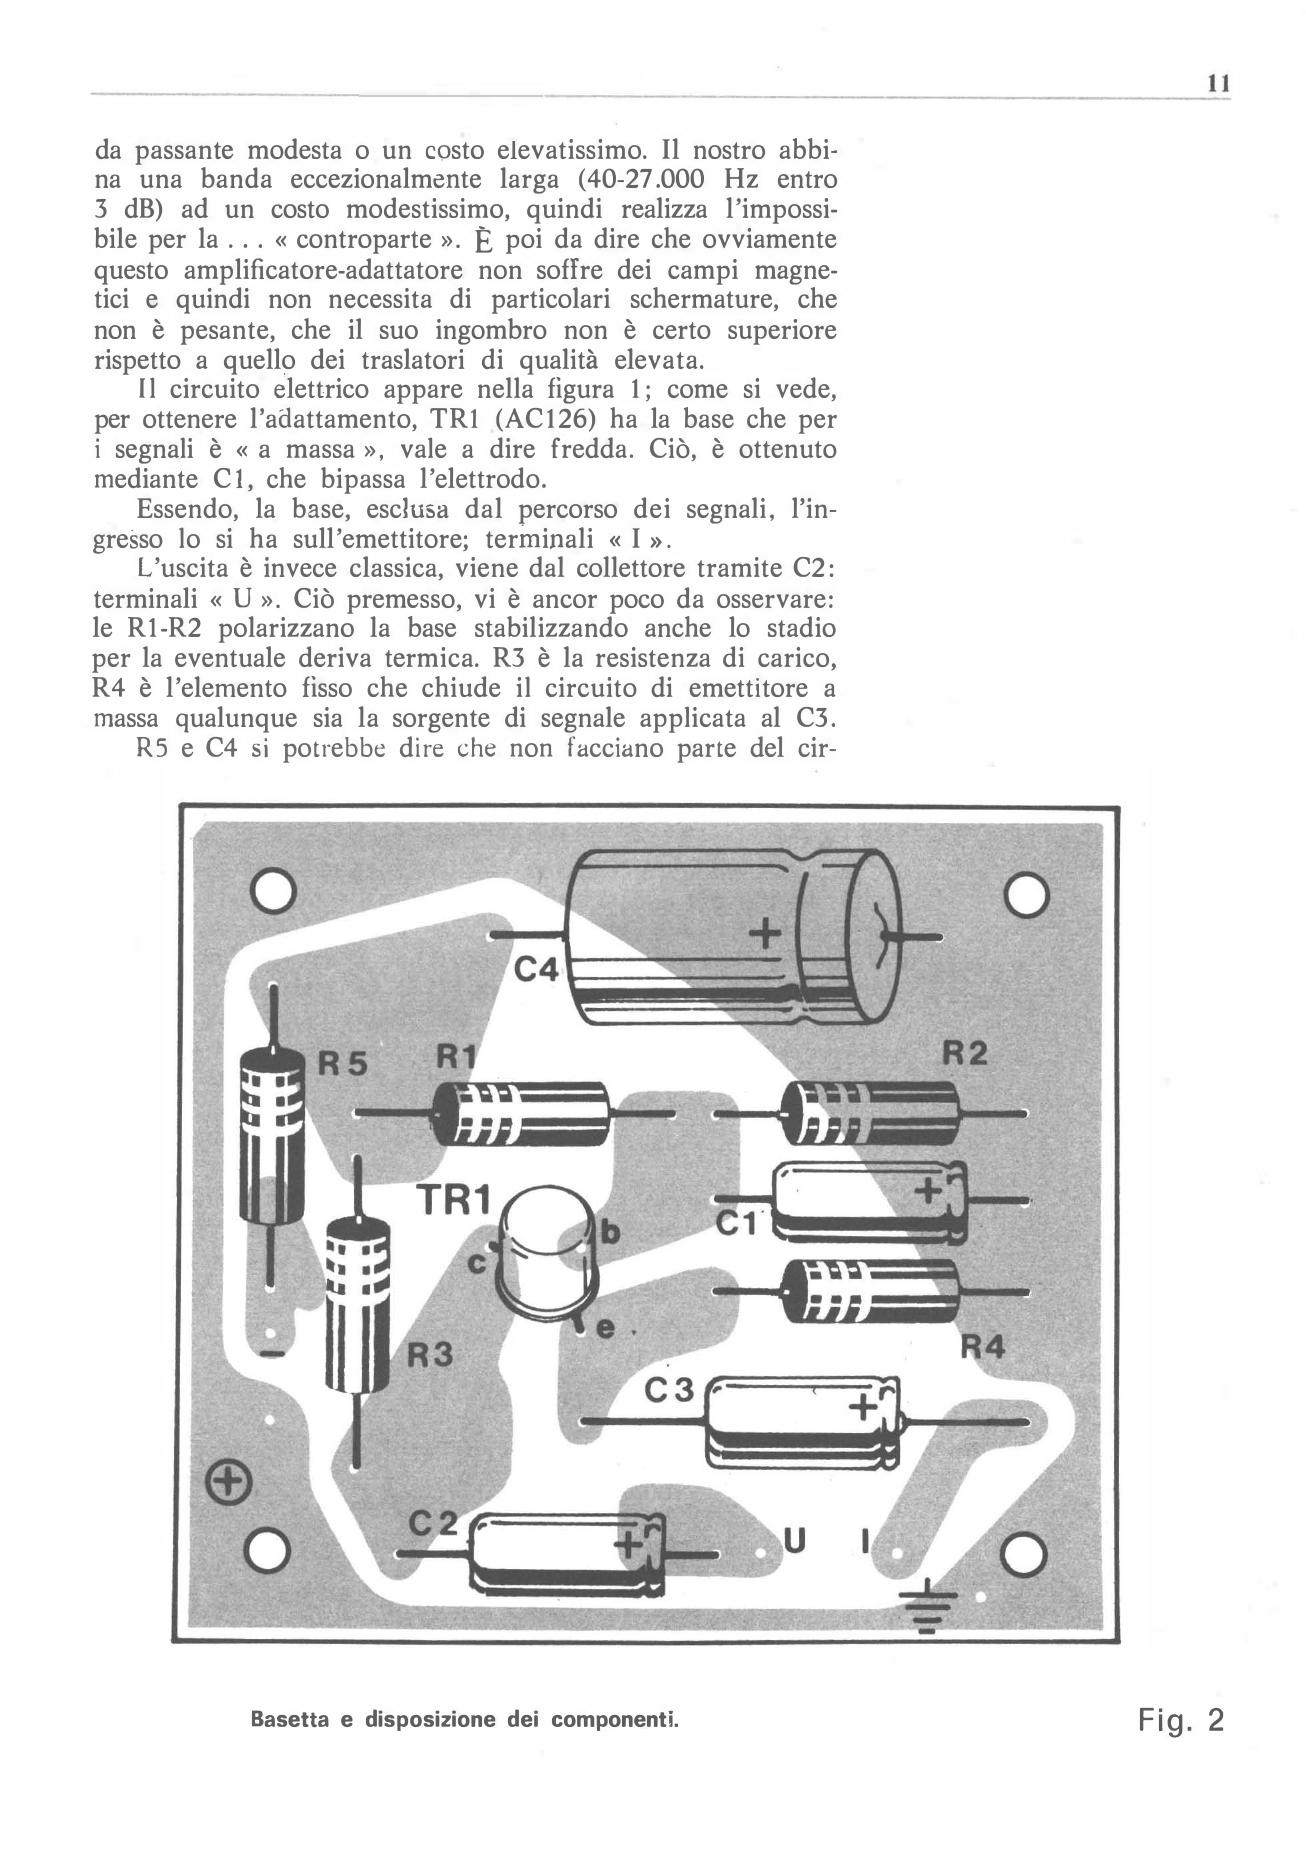 11
da passante modesta o un costo elevatissimo. Il nostro abbi-
na una banda eccezionalmente larga (40-27.000 Hz entro
3 dB) ad un costo modestissimo, quindi realizza l'impossi-
bile per la ... « controparte ». È poi da dire che ovviamente
questo amplificatore-adattatore non soffre dei campi magne-
tici e quindi non necessita di particolari schermature, che
non è pesante, che il suo ingombro non è certo superiore
rispetto a quello dei traslatori di qualità elevata.
Il circuito elettrico appare nella figura 1; come si vede,
per ottenere l'adattamento, TR1 (AC126) ha la base che per
i segnali è « a massa », vale a dire fredda. Ciò, è ottenuto
mediante C1, che bipassa l'elettrodo.
Essendo, la base, esclusa dal percorso dei segnali, l'in-
gresso lo si ha sull'emettitore; terminali « I ».
L'uscita è invece classica, viene dal collettore tramite C2:
terminali « U ». Ciò premesso, vi è ancor poco da osservare:
le R1-R2 polarizzano la base stabilizzando anche lo stadio
per la eventuale deriva termica. R3 è la resistenza di carico,
R4 è l'elemento fisso che chiude il circuito di emettitore a
massa qualunque sia la sorgente di segnale applicata al C3.
R5 e C4 si potrebbe dire che non facciano parte del cir-
+
C4
R5
R1
R2
TR1
b
c
e
C1
+
R3
R4
C3
+
-
+
C2
+
U
I
Basetta e disposizione dei componenti.
Fig. 2